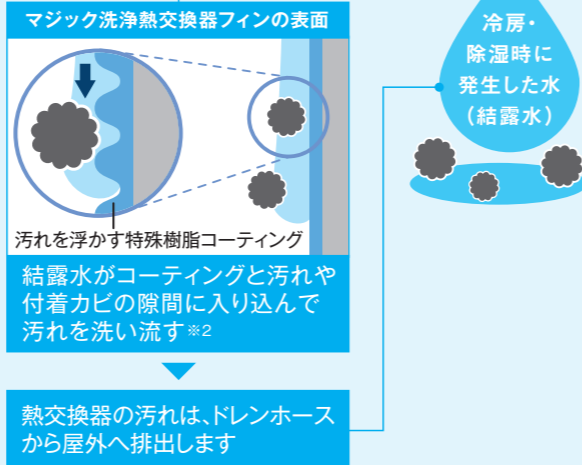 マジック洗浄熱交換器フィンの表面
汚れを浮かす特殊樹脂コーティング
結露水がコーティングと汚れや
付着カビの隙間に入り込んで
汚れを洗い流す※2
熱交換器の汚れは、ドレンホース
から屋外へ排出します
冷房・
除湿時に
発生した水
（結露水）